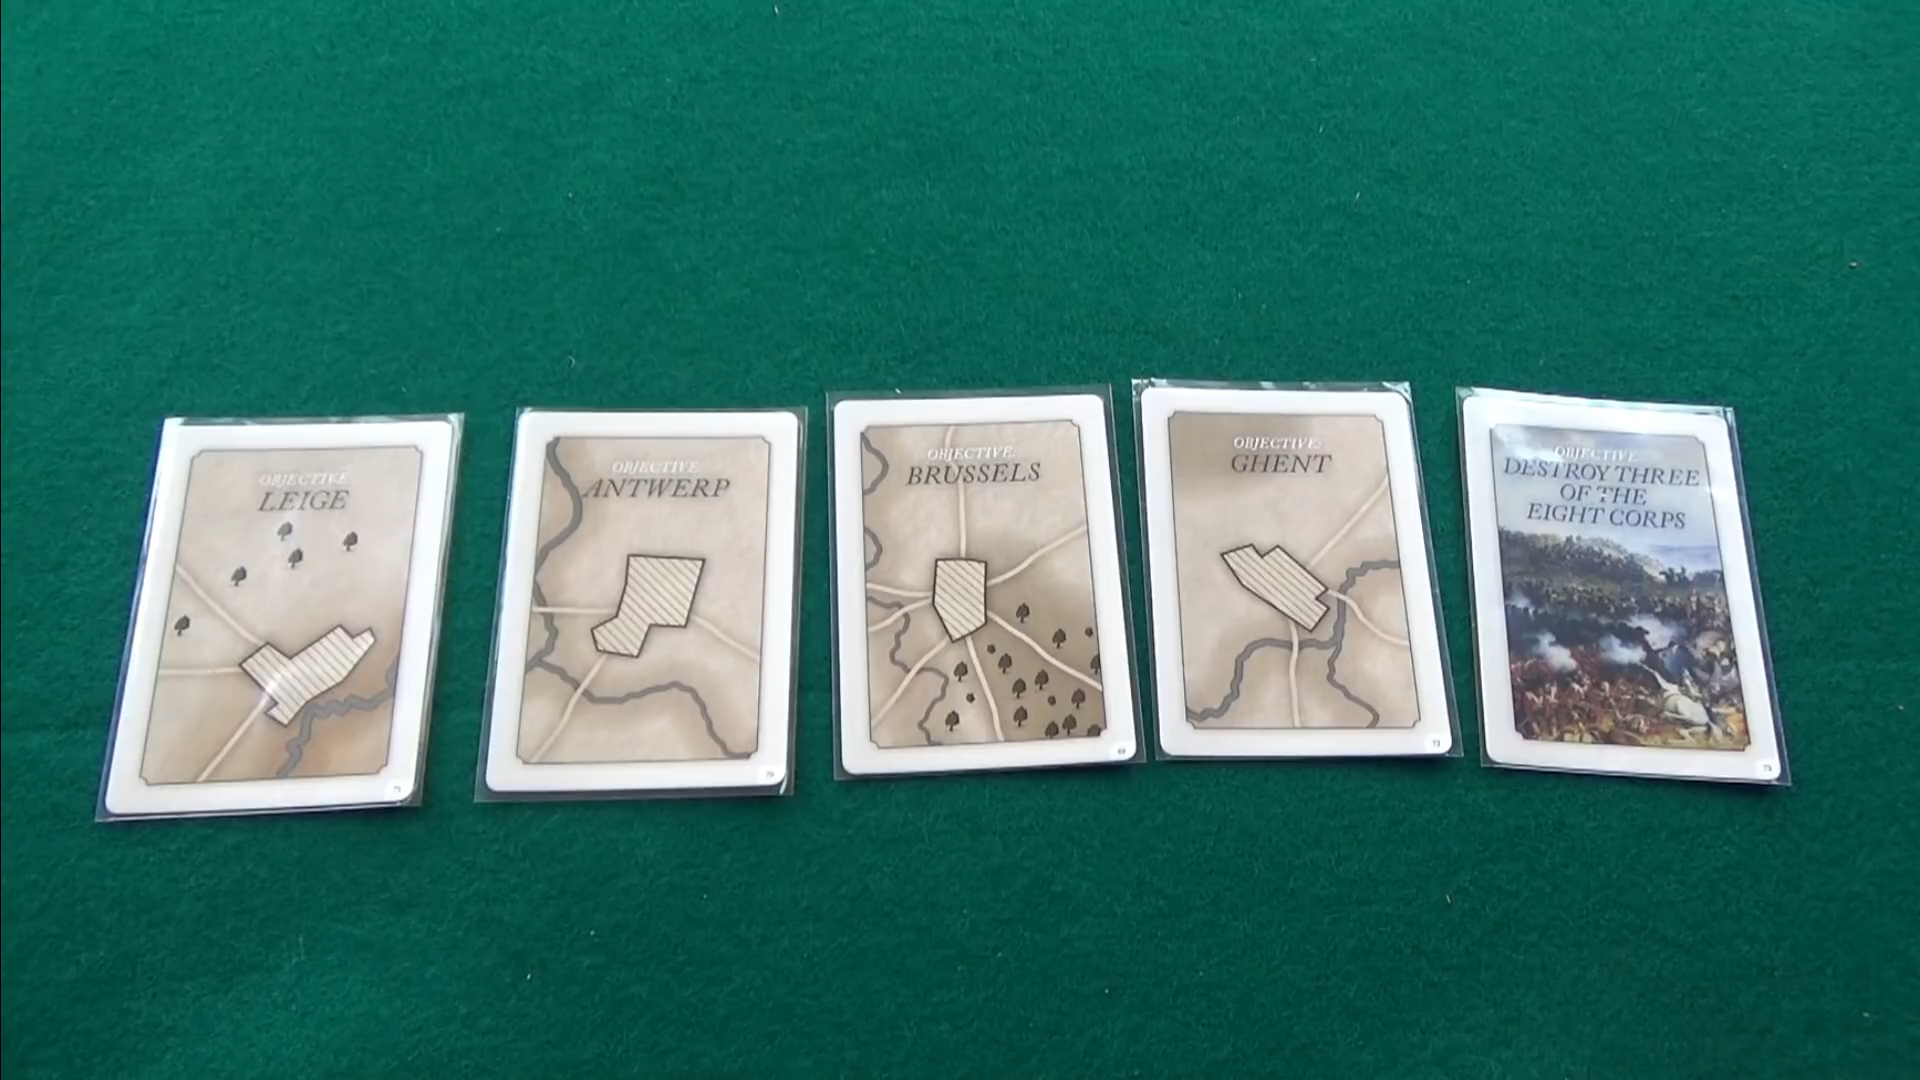 OBJECTIVE:
LEIGE
OBJECTIVE:
ANTWERP
OBJECTIVE:
BRUSSELS
OBJECTIVE:
GHENT
OBJECTIVE:
DESTROY THREE
OF THE
EIGHT CORPS